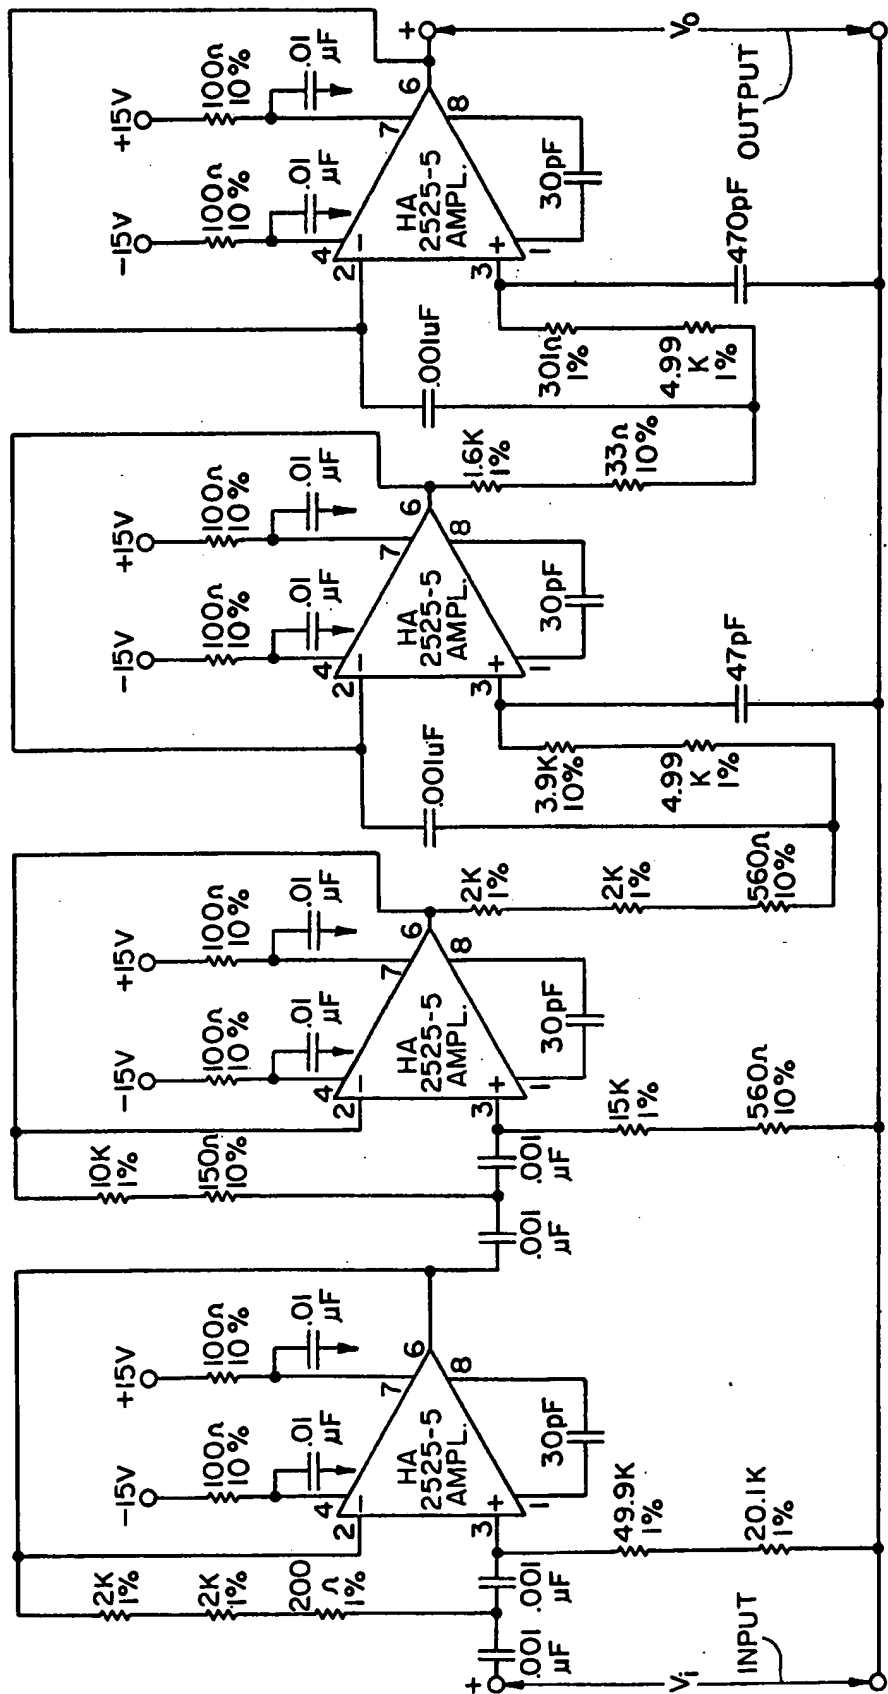 2K
1%
2K
1%
200
Ω
1%
-15V
+15V
100Ω
10%
100Ω
10%
.01
μF
.01
μF
2
4
-
7
HA
2525-5
AMPL.
6
3
+
8
1
30pF
+
.001
μF
.001
μF
49.9K
1%
20.1K
1%
Vi
INPUT
10K
1%
150Ω
10%
-15V
+15V
100Ω
10%
100Ω
10%
.01
μF
.01
μF
2
4
-
7
HA
2525-5
AMPL.
6
3
+
8
1
30pF
.001
μF
.001
μF
15K
1%
560Ω
10%
2K
1%
2K
1%
560Ω
10%
-15V
+15V
100Ω
10%
100Ω
10%
.01
μF
.01
μF
.001uF
2
4
-
7
HA
2525-5
AMPL.
6
3
+
8
1
30pF
3.9K
10%
4.99
K
1%
47pF
1.6K
1%
33Ω
10%
-15V
+15V
100Ω
10%
100Ω
10%
.01
μF
.01
μF
.001uF
2
4
-
7
HA
2525-5
AMPL.
6
3
+
8
1
30pF
301Ω
1%
4.99
K
1%
470pF
+
Vo
OUTPUT